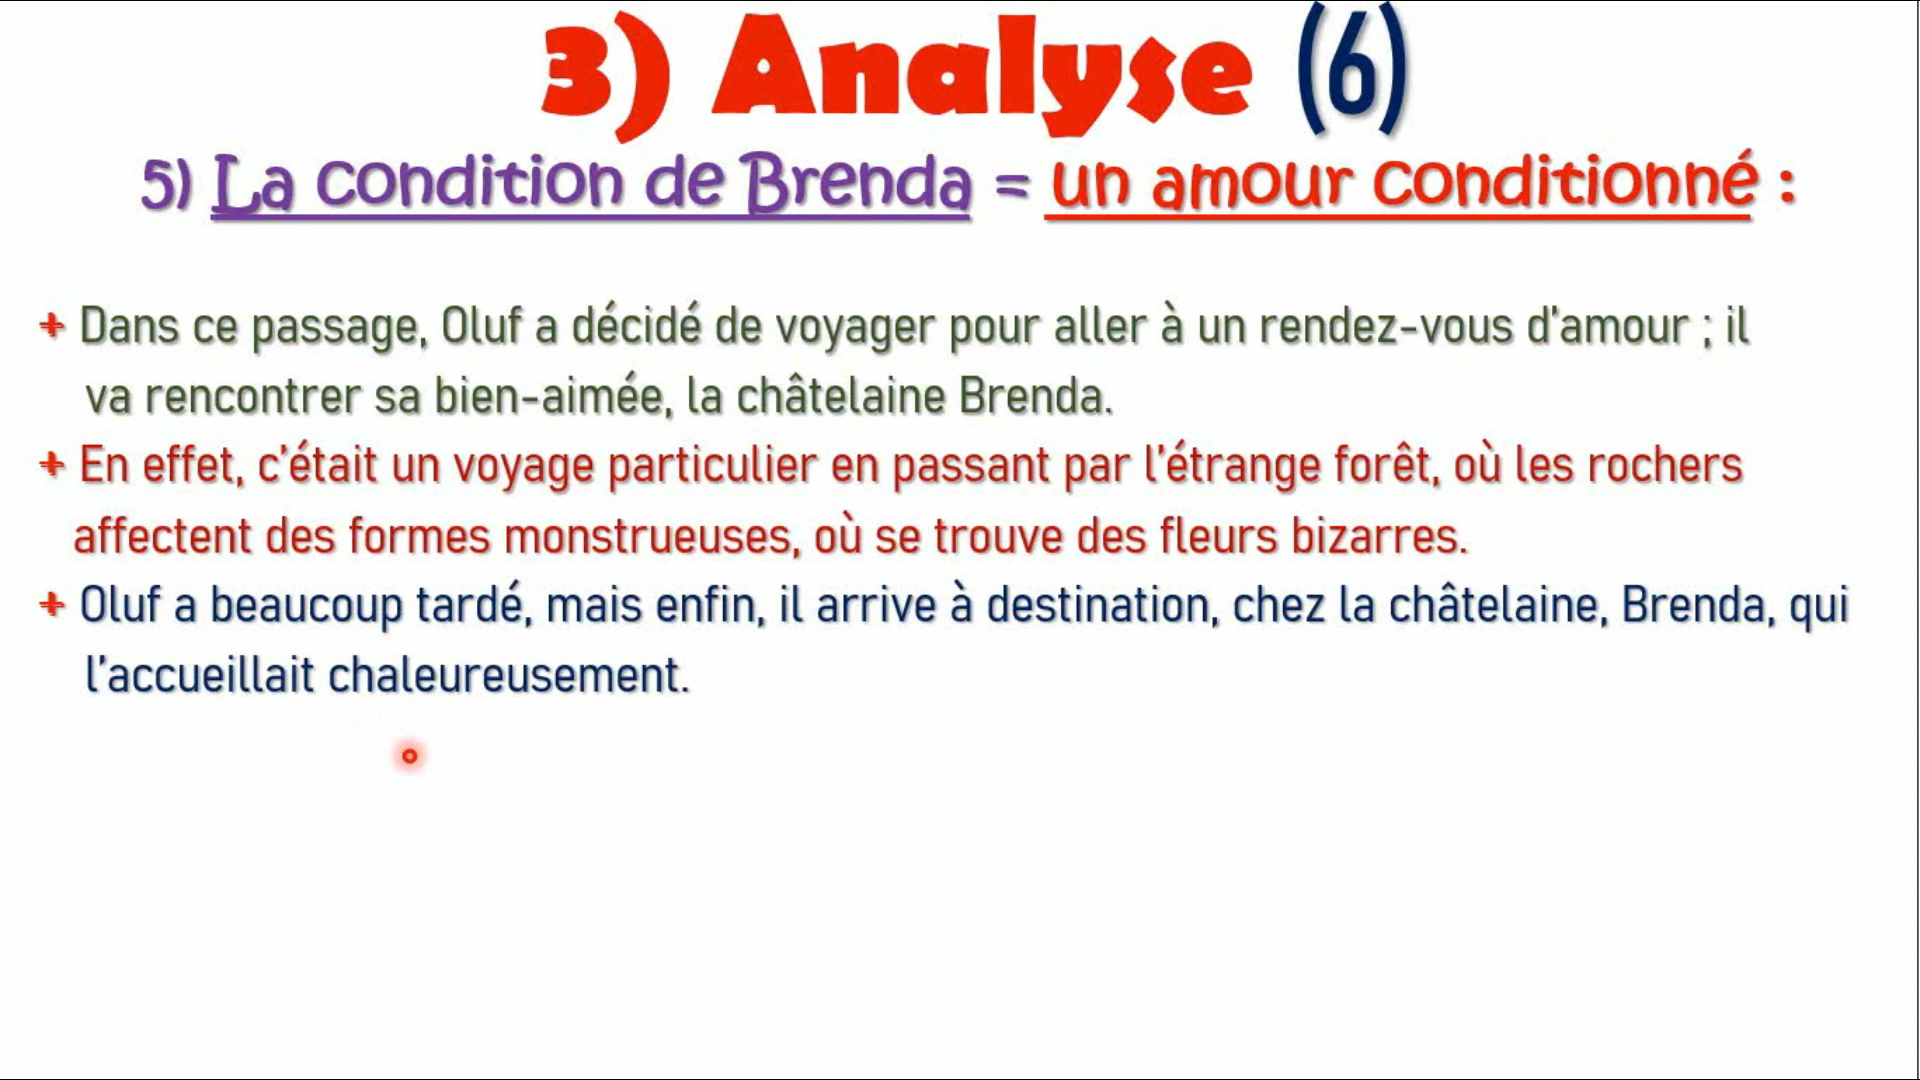 3) Analyse (6)
5) La condition de Brenda = un amour conditionné :
+ Dans ce passage, Oluf a décidé de voyager pour aller à un rendez-vous d'amour ; il
va rencontrer sa bien-aimée, la châtelaine Brenda.
+ En effet, c'était un voyage particulier en passant par l'étrange forêt, où les rochers
affectent des formes monstrueuses, où se trouve des fleurs bizarres.
+ Oluf a beaucoup tardé, mais enfin, il arrive à destination, chez la châtelaine, Brenda, qui
l'accueillait chaleureusement.